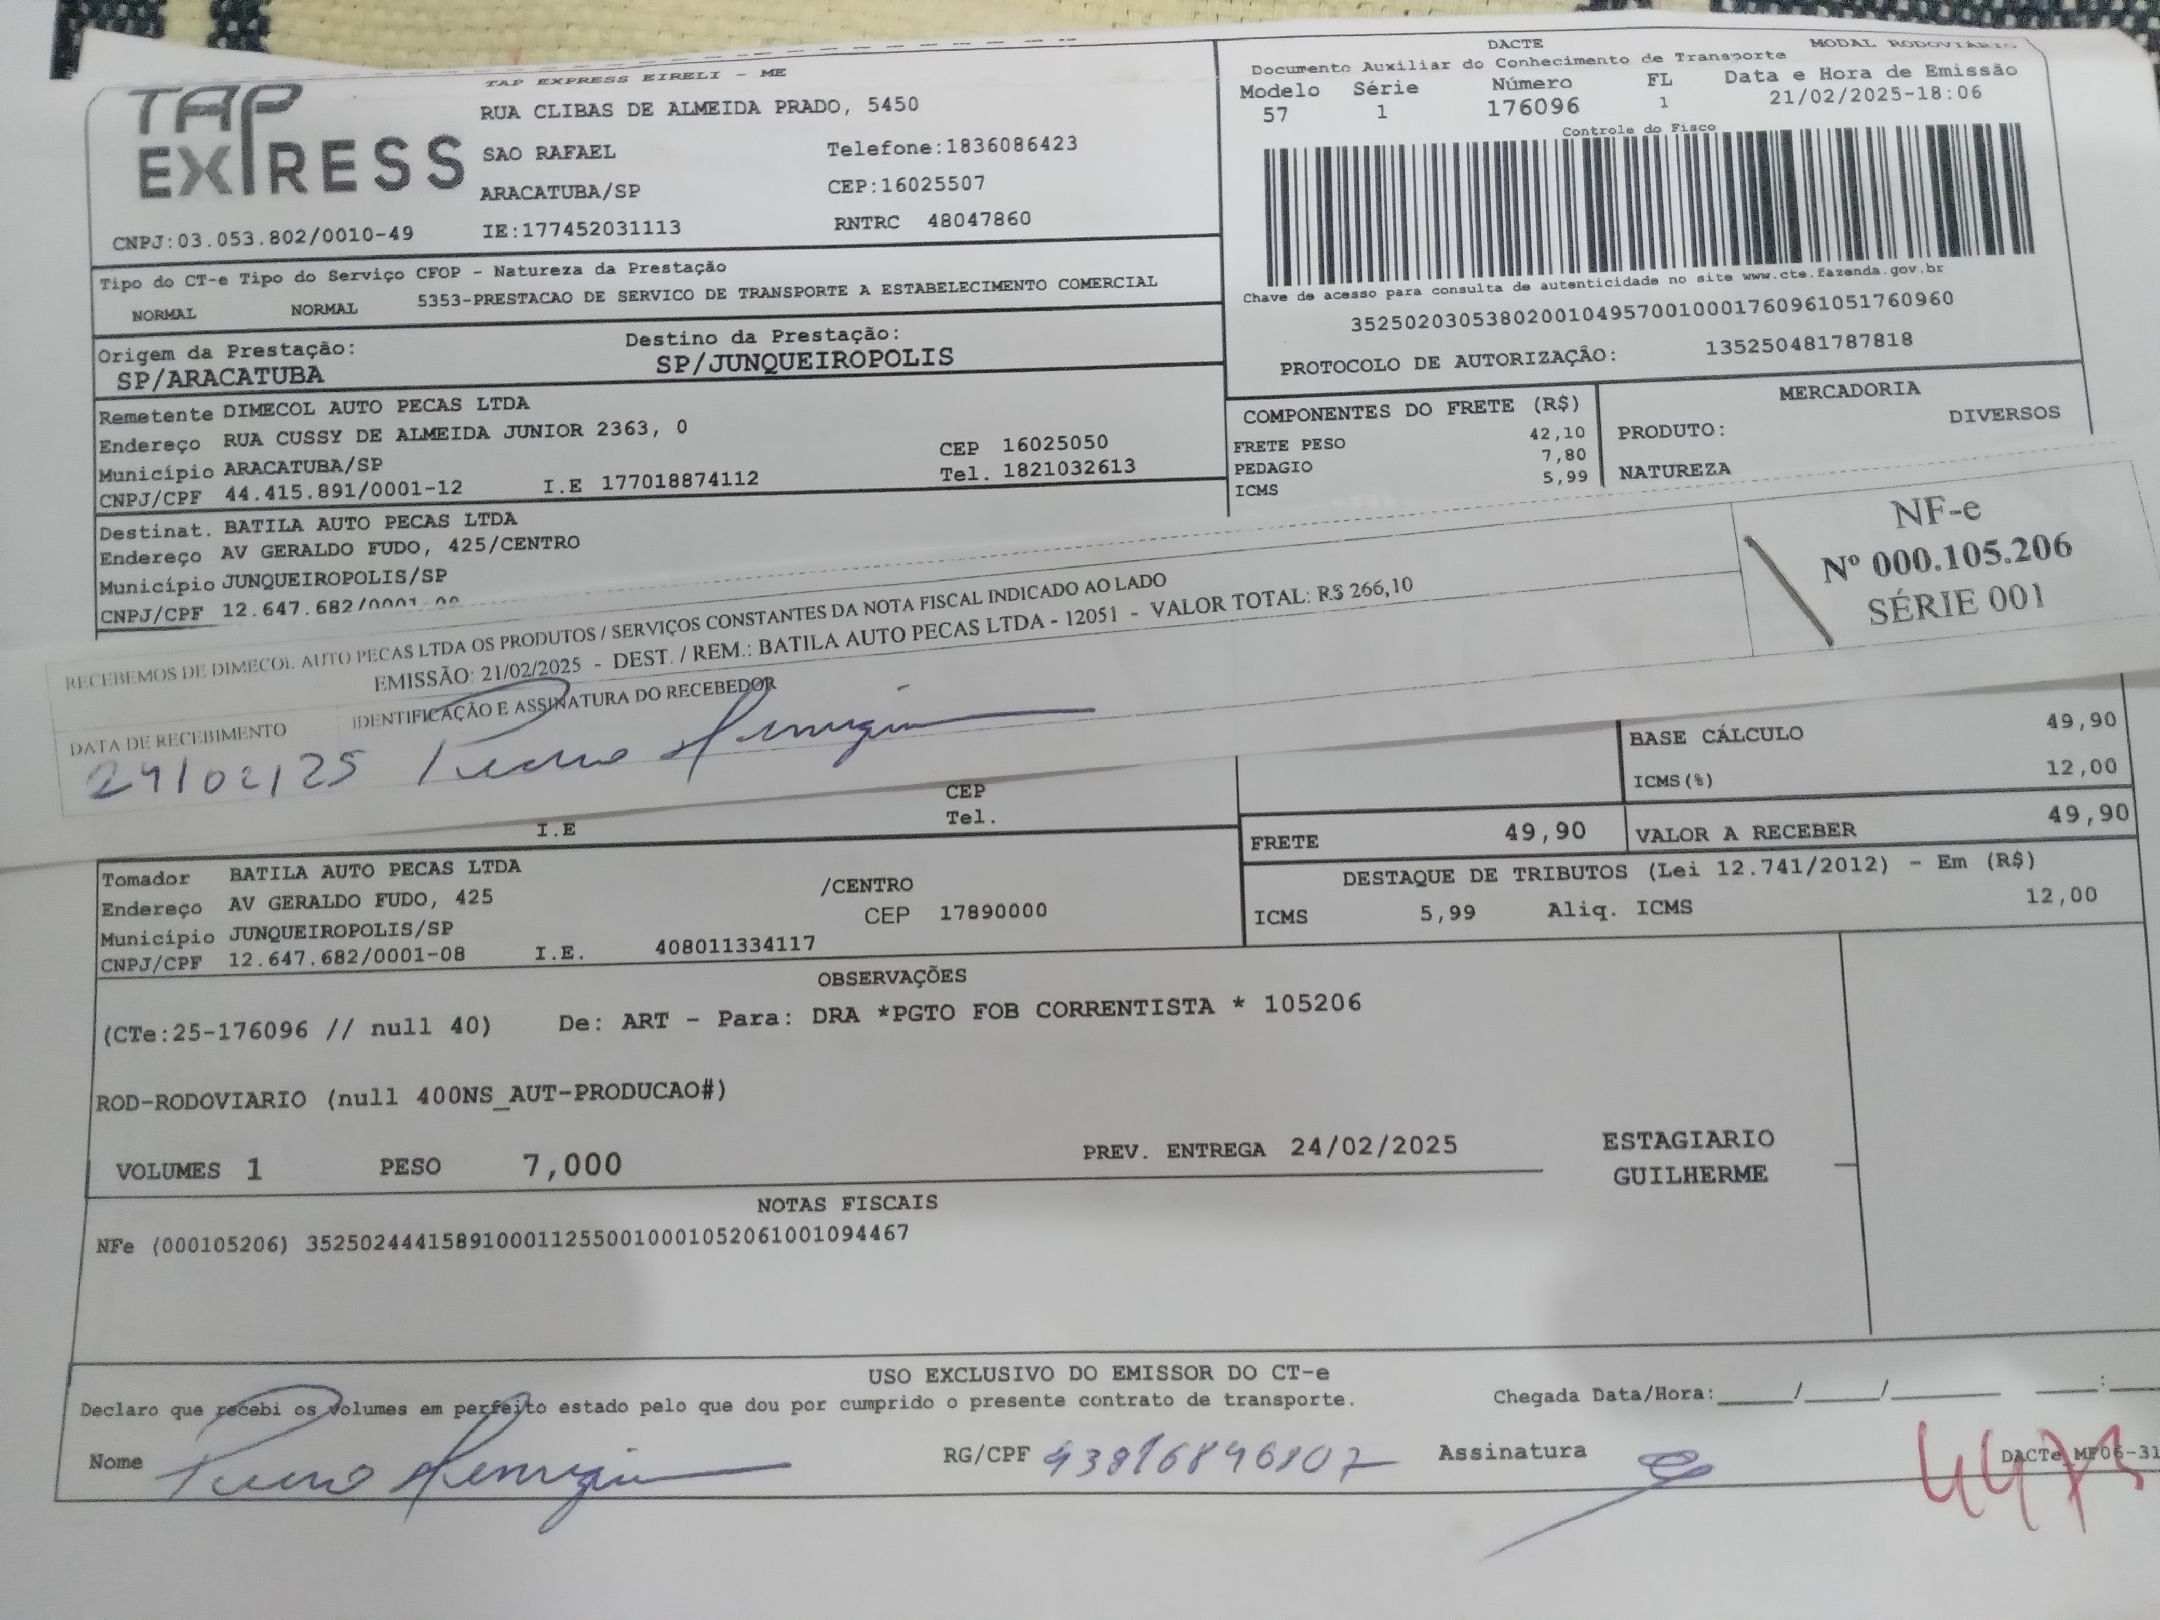 TAP EXPRESS
TAP EXPRESS EIRELI - ME
RUA CLIBAS DE ALMEIDA PRADO, 5450
SAO RAFAEL Telefone:1836086423
ARACATUBA/SP CEP:16025507
CNPJ:03.053.802/0010-49 IE:177452031113 RNTRC 48047860
DACTE MODAL RODOVIÁRIO
Documento Auxiliar do Conhecimento de Transporte
Modelo Série Número FL Data e Hora de Emissão
57 1 176096 1 21/02/2025-18:06
Controle do Fisco
Chave de acesso para consulta de autenticidade no site www.cte.fazenda.gov.br
35250203053802001049570010001760961051760960
PROTOCOLO DE AUTORIZAÇÃO: 135250481787818
Tipo do CT-e Tipo do Serviço CFOP - Natureza da Prestação
NORMAL NORMAL 5353-PRESTACAO DE SERVICO DE TRANSPORTE A ESTABELECIMENTO COMERCIAL
Origem da Prestação: Destino da Prestação:
SP/ARACATUBA SP/JUNQUEIROPOLIS
Remetente DIMECOL AUTO PECAS LTDA
Endereço RUA CUSSY DE ALMEIDA JUNIOR 2363, 0 CEP 16025050
Município ARACATUBA/SP Tel. 1821032613
CNPJ/CPF 44.415.891/0001-12 I.E 177018874112
COMPONENTES DO FRETE (R$) MERCADORIA
FRETE PESO 42,10 PRODUTO: DIVERSOS
PEDAGIO 7,80 NATUREZA
ICMS 5,99
Destinat. BATILA AUTO PECAS LTDA
Endereço AV GERALDO FUDO, 425/CENTRO
Município JUNQUEIROPOLIS/SP
CNPJ/CPF 12.647.682/0001-08
RECEBEMOS DE DIMECOL AUTO PECAS LTDA OS PRODUTOS / SERVIÇOS CONSTANTES DA NOTA FISCAL INDICADO AO LADO
EMISSÃO: 21/02/2025 - DEST. / REM.: BATILA AUTO PECAS LTDA - 12051 - VALOR TOTAL: R$ 266,10
NF-e
Nº 000.105.206
SÉRIE 001
DATA DE RECEBIMENTO IDENTIFICAÇÃO E ASSINATURA DO RECEBEDOR
24/02/25
CEP
I.E Tel.
BASE CÁLCULO 49,90
ICMS(%) 12,00
FRETE 49,90 VALOR A RECEBER 49,90
DESTAQUE DE TRIBUTOS (Lei 12.741/2012) - Em (R$)
ICMS 5,99 Aliq. ICMS 12,00
Tomador BATILA AUTO PECAS LTDA
Endereço AV GERALDO FUDO, 425 /CENTRO
Município JUNQUEIROPOLIS/SP CEP 17890000
CNPJ/CPF 12.647.682/0001-08 I.E. 408011334117
OBSERVAÇÕES
(CTe:25-176096 // null 40) De: ART - Para: DRA *PGTO FOB CORRENTISTA * 105206
ROD-RODOVIARIO (null 400NS_AUT-PRODUCAO#)
VOLUMES 1 PESO 7,000 PREV. ENTREGA 24/02/2025 ESTAGIARIO
GUILHERME
NOTAS FISCAIS
NFe (000105206) 35250244415891000112550010001052061001094467
USO EXCLUSIVO DO EMISSOR DO CT-e
Declaro que recebi os volumes em perfeito estado pelo que dou por cumprido o presente contrato de transporte. Chegada Data/Hora:_____/_____/_______ ____:____
Nome RG/CPF 43816846807 Assinatura DACTe_MF06-31